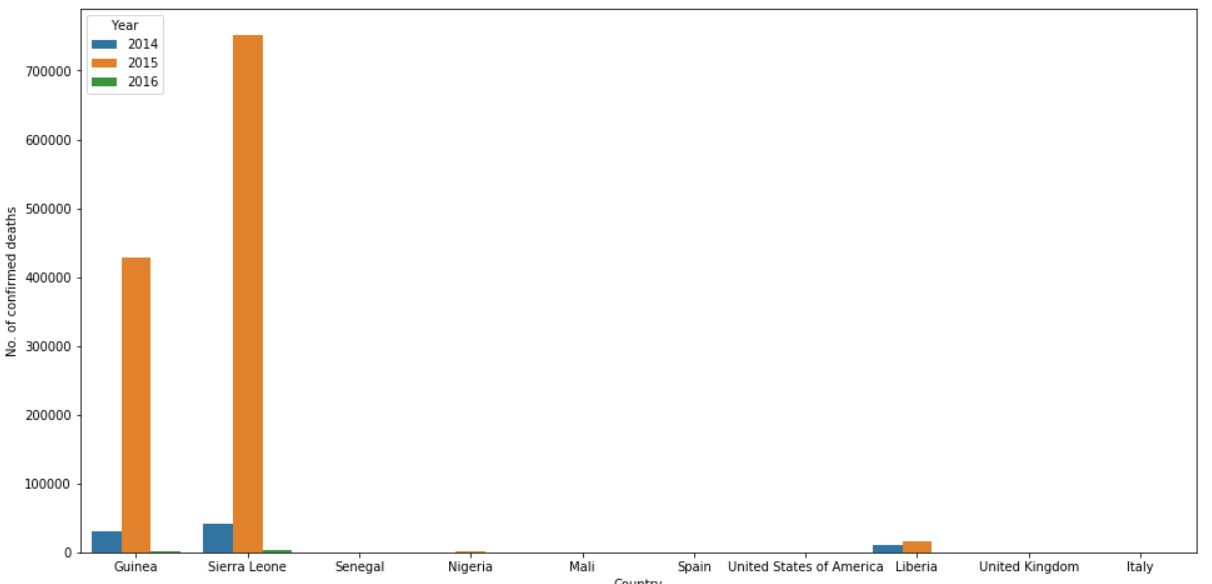 Year
2014
2015
2016
700000
600000
500000
400000
300000
200000
100000
0
No. of confirmed deaths
Guinea Sierra Leone Senegal Nigeria Mali Spain United States of America Liberia United Kingdom Italy
Country